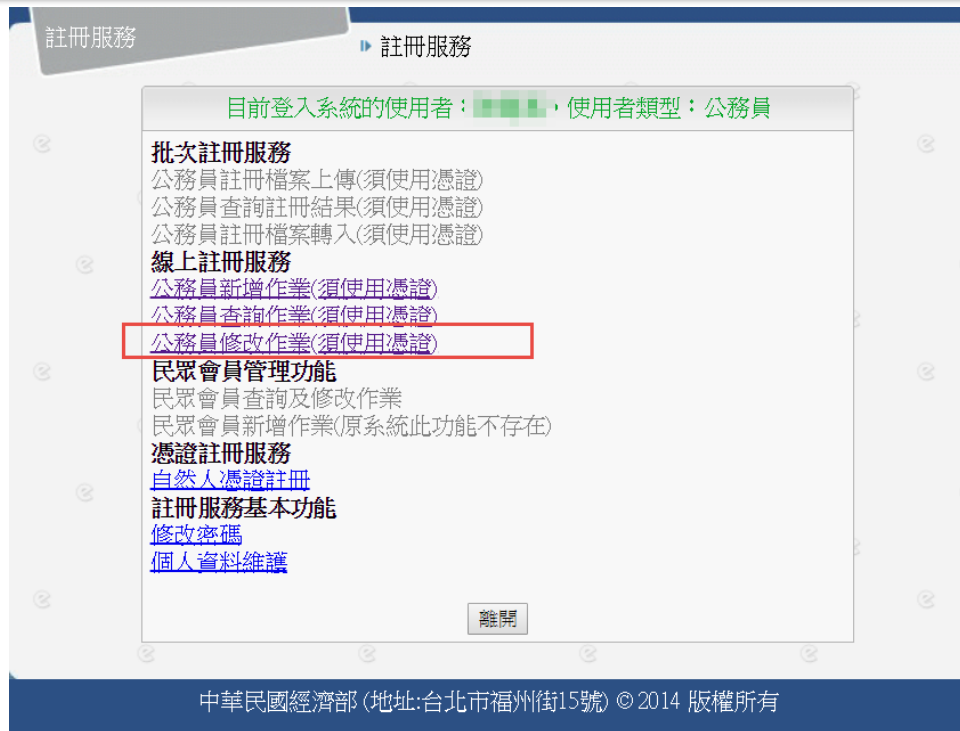 註冊服務
註冊服務
目前登入系統的使用者：，使用者類型：公務員
批次註冊服務
公務員註冊檔案上傳(須使用憑證)
公務員查詢註冊結果(須使用憑證)
公務員註冊檔案轉入(須使用憑證)
線上註冊服務
公務員新增作業(須使用憑證)
公務員查詢作業(須使用憑證)
公務員修改作業(須使用憑證)
民眾會員管理功能
民眾會員查詢及修改作業
民眾會員新增作業(原系統此功能不存在)
憑證註冊服務
自然人憑證註冊
註冊服務基本功能
修改密碼
個人資料維護
離開
中華民國經濟部 (地址:台北市福州街15號) © 2014 版權所有